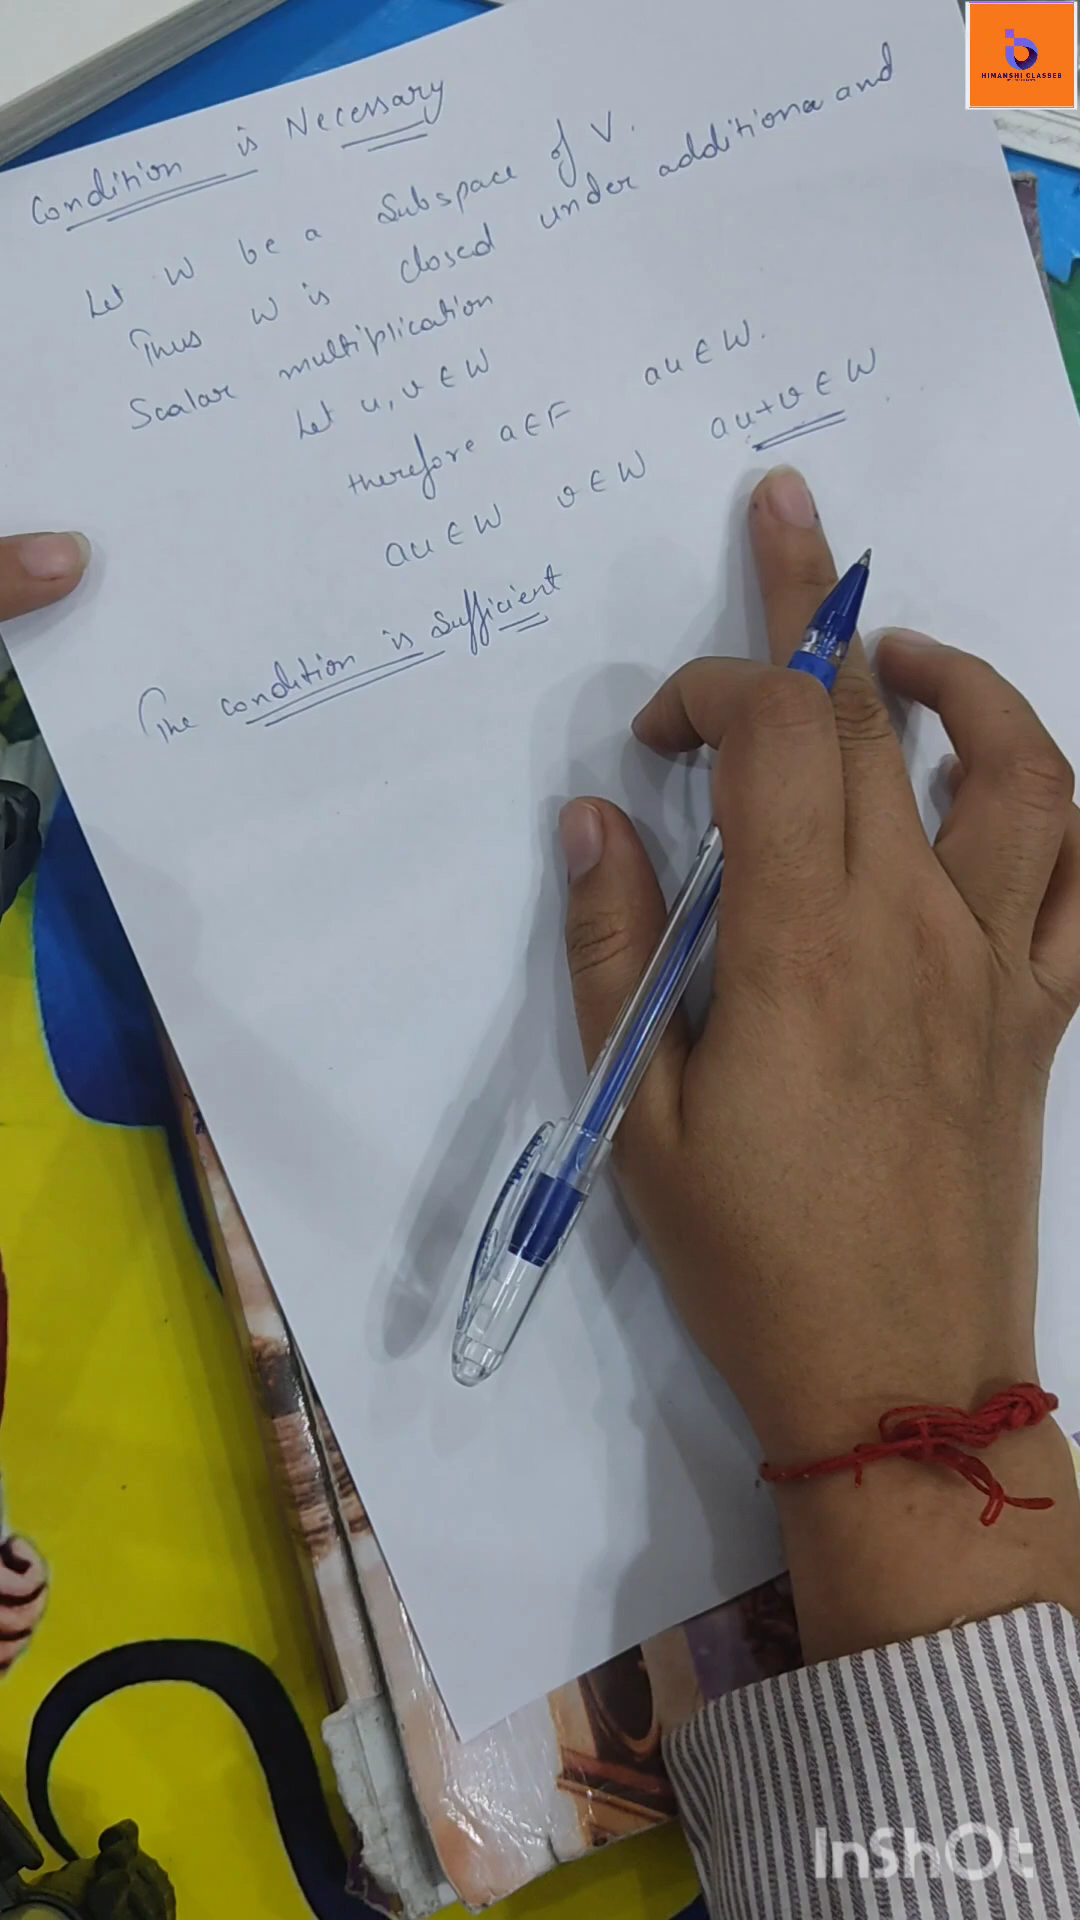 HIMANSHI CLASSES
Condition is Necessary
Let W be a Subspace of V.
Thus W is closed under additiona and
Scalar multiplication
Let u, v ∈ W
therefore a ∈ F au ∈ W.
au ∈ W v ∈ W au+v ∈ W
The condition is Sufficient
InShOt